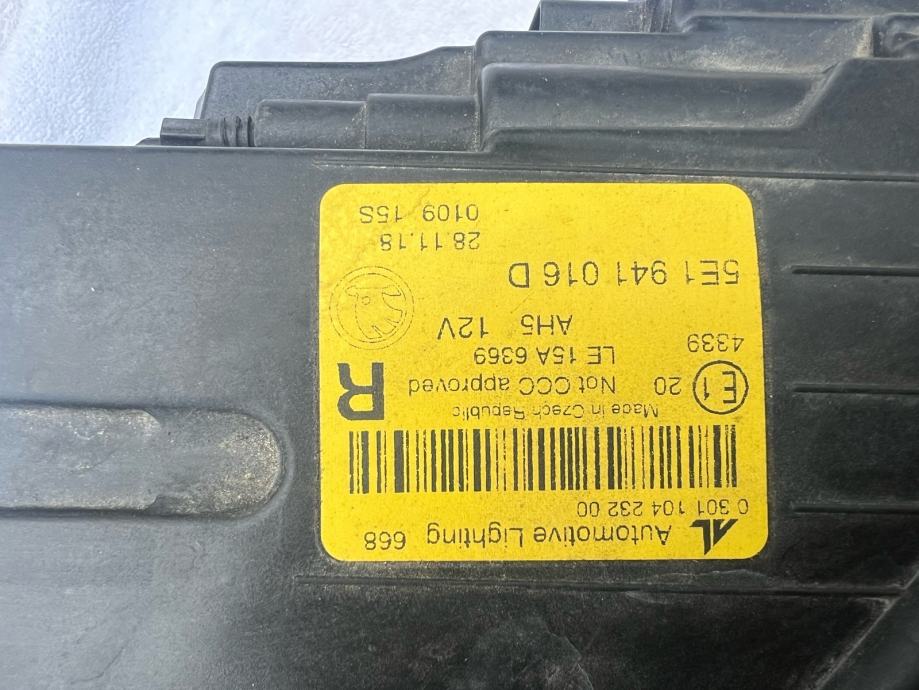 AL Automotive Lighting 668
0 301 104 232 00
Made in Czech Republic
E1 20 Not CCC approved R
LE 15A 6369
4339 AH5 12V
5E1 941 016 D
28.11.18
0109 15S